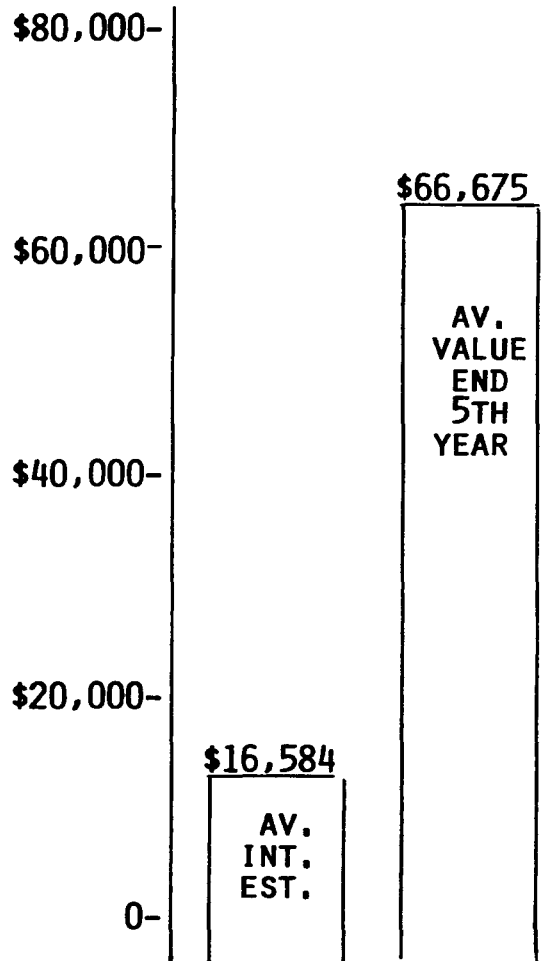 $80,000-
$66,675
$60,000-
AV.
VALUE
END
5TH
YEAR
$40,000-
$20,000-
$16,584
AV.
INT.
EST.
0-